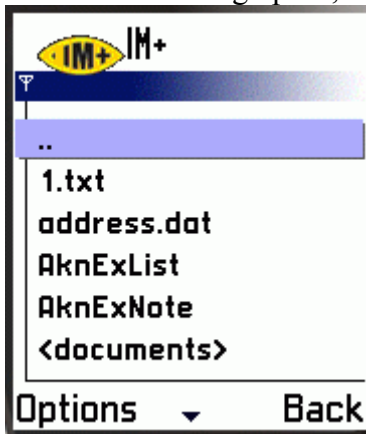 IM+ IM+
..
1.txt
address.dat
AknExList
AknExNote
<documents>
Options Back